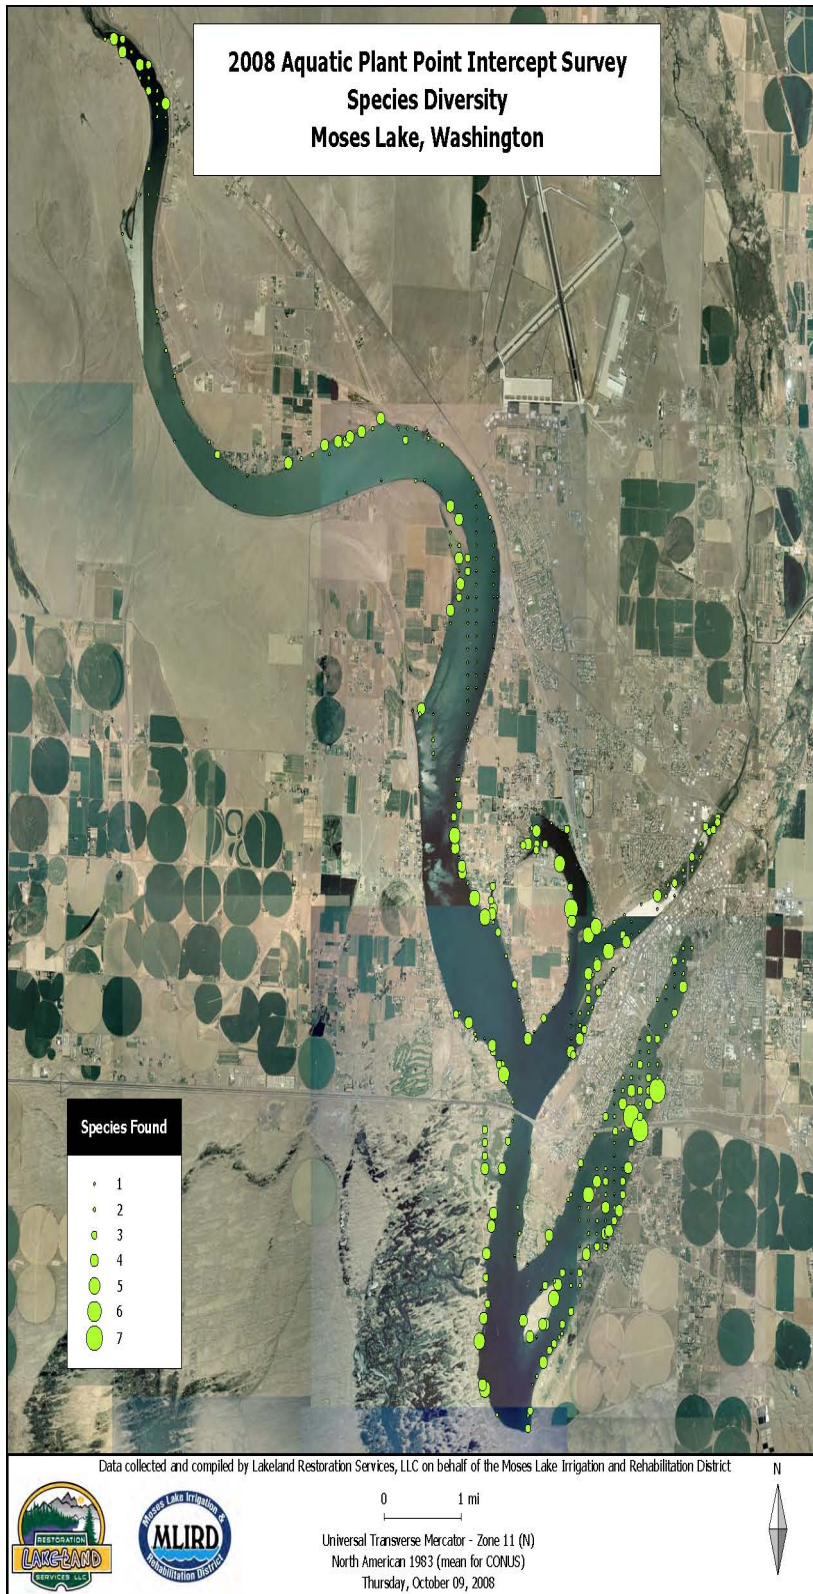 2008 Aquatic Plant Point Intercept Survey
Species Diversity
Moses Lake, Washington
Species Found
1
2
3
4
5
6
7
Data collected and compiled by Lakeland Restoration Services, LLC on behalf of the Moses Lake Irrigation and Rehabilitation District
N
RESTORATION
LAKE-LAND
SERVICES LLC
Moses Lake Irrigation &
MLIRD
Rehabilitation District
0 1 mi
Universal Transverse Mercator - Zone 11 (N)
North American 1983 (mean for CONUS)
Thursday, October 09, 2008